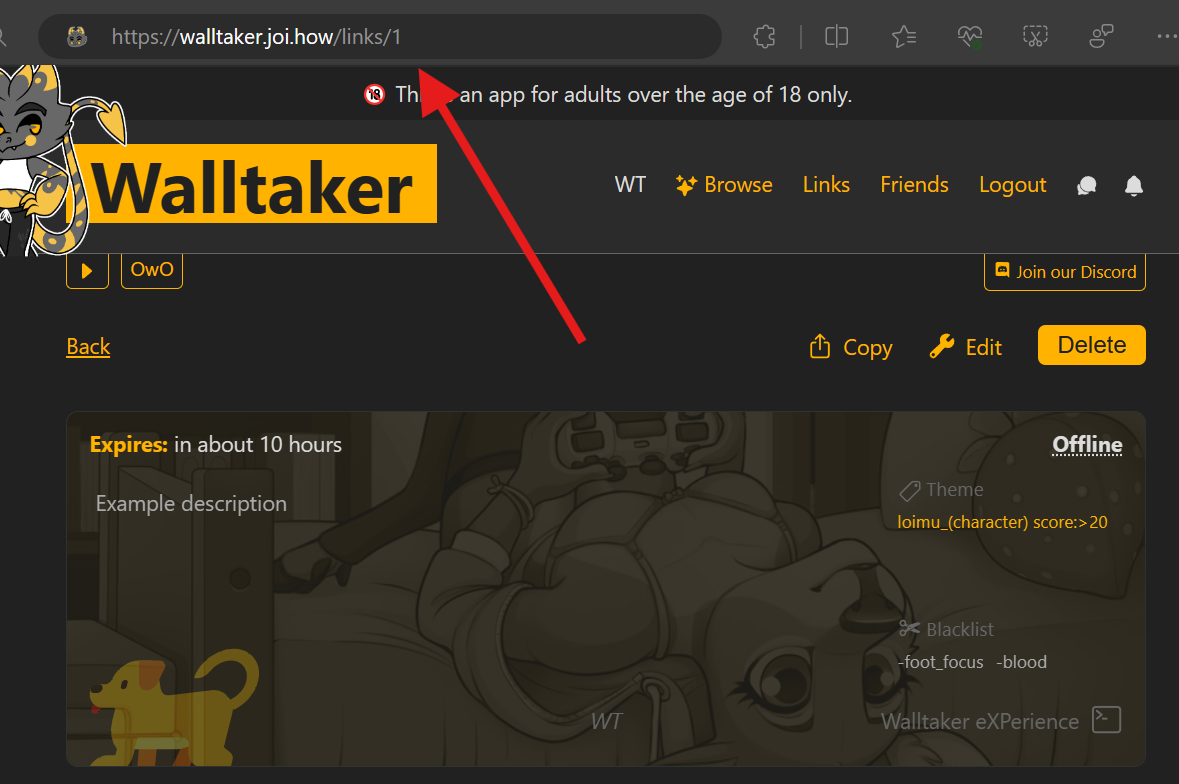 https://walltaker.joi.how/links/1
🔞 Th an app for adults over the age of 18 only.
Walltaker
WT Browse Links Friends Logout
OwO
Join our Discord
Back
Copy Edit Delete
Expires: in about 10 hours
Offline
Example description
Theme
loimu_(character) score:>20
Blacklist
-foot_focus -blood
WT
Walltaker eXPerience